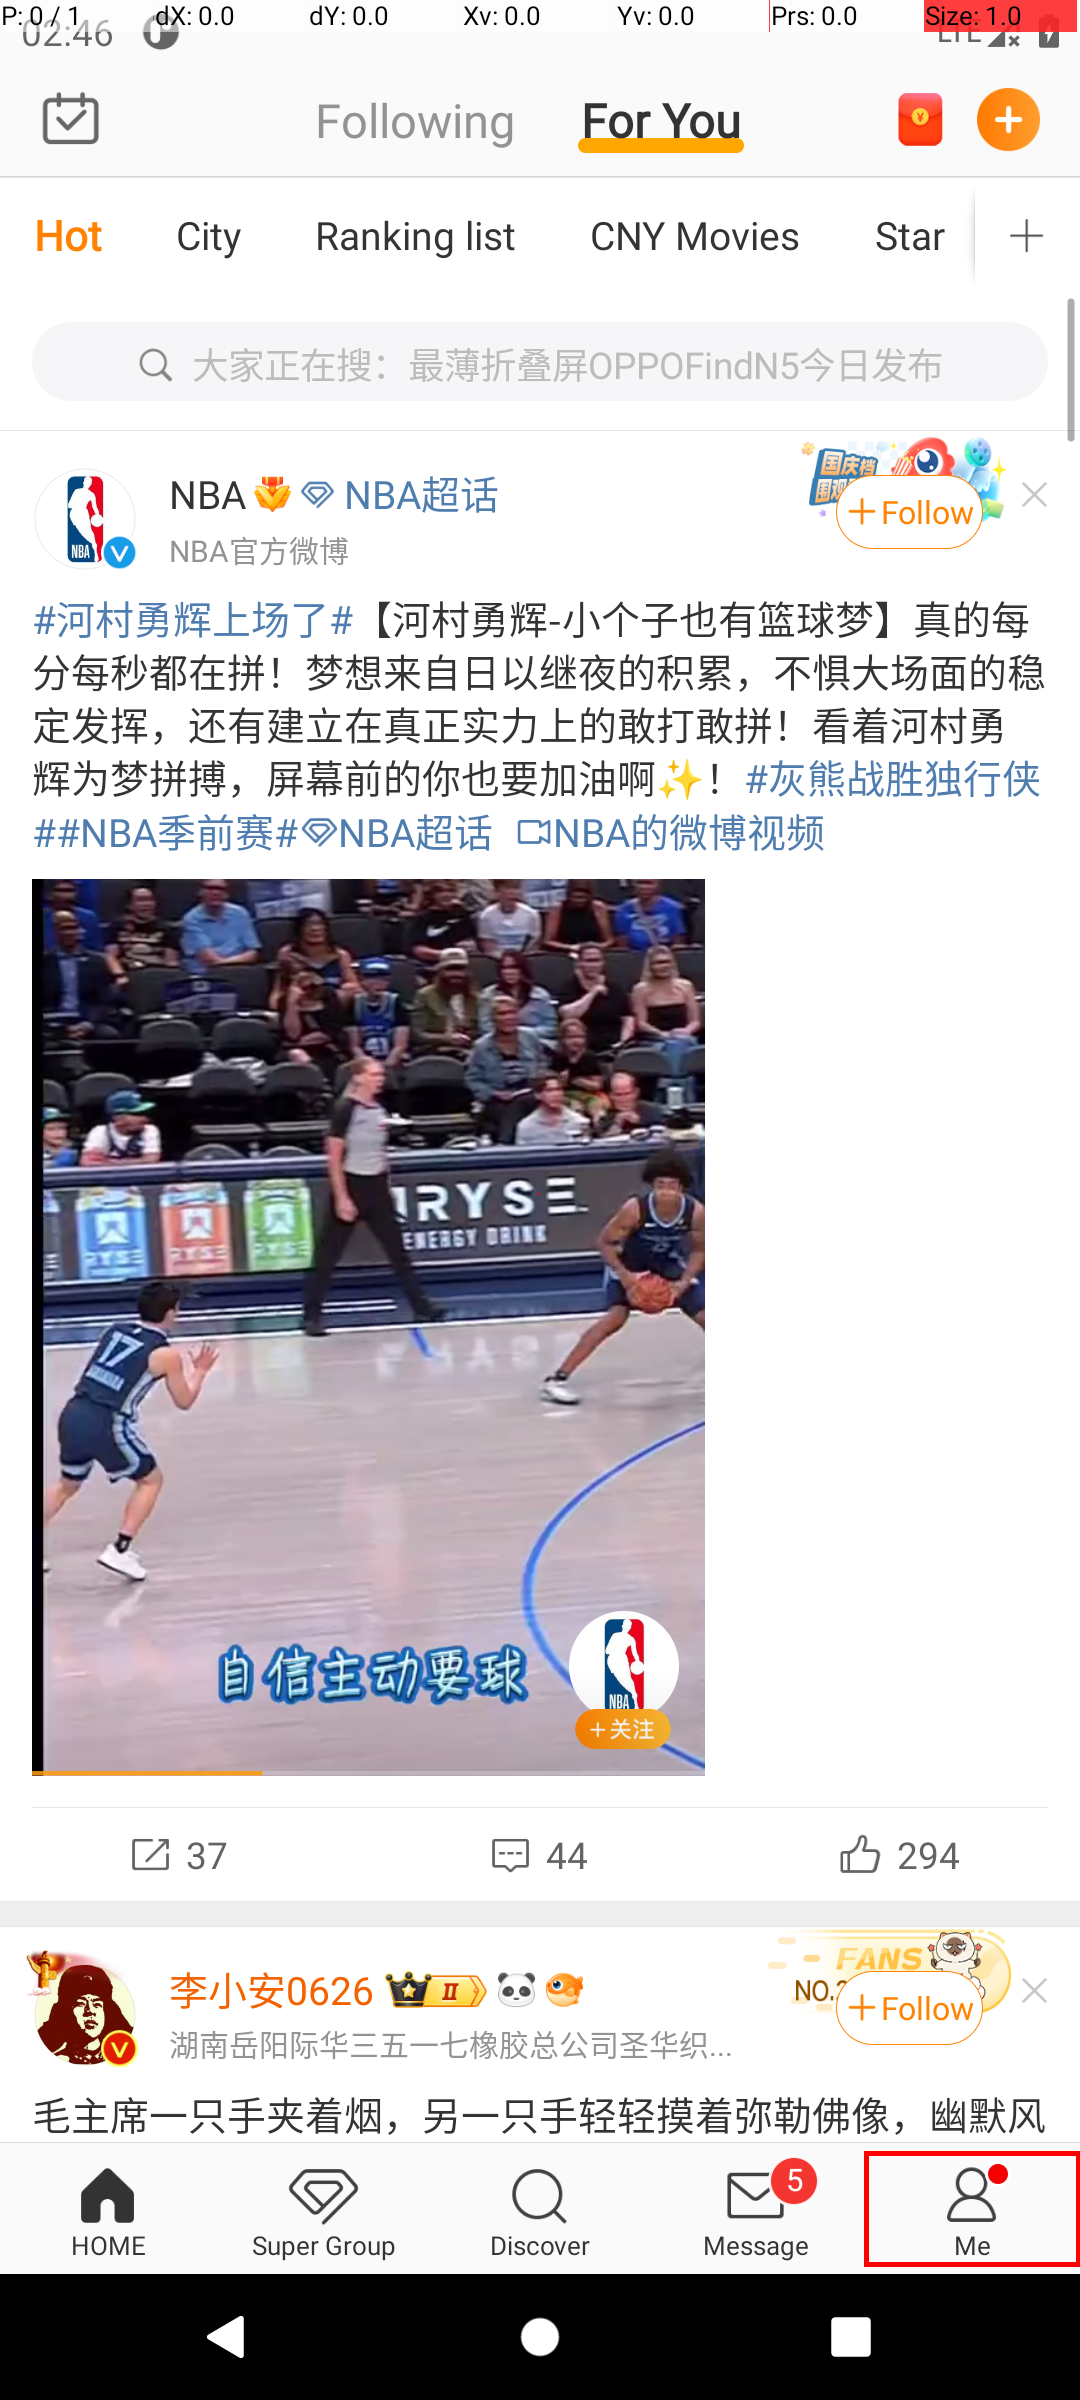 P: 0 / 1 dX: 0.0 dY: 0.0 Xv: 0.0 Yv: 0.0 Prs: 0.0 Size: 1.0
02:46 LTE
Following For You
Hot City Ranking list CNY Movies Star
大家正在搜：最薄折叠屏OPPOFindN5今日发布
NBA NBA超话
国庆档
+Follow
NBA官方微博
#河村勇辉上场了#【河村勇辉-小个子也有篮球梦】真的每
分每秒都在拼！梦想来自日以继夜的积累，不惧大场面的稳
定发挥，还有建立在真正实力上的敢打敢拼！看着河村勇
辉为梦拼搏，屏幕前的你也要加油啊✨！#灰熊战胜独行侠
##NBA季前赛#NBA超话 NBA的微博视频
RYSE
ENERGY DRINK
RYSE RYSE RYSE
17
自信主动要球
NBA
+关注
37 44 294
FANS
李小安0626 II
NO.
+Follow
湖南岳阳际华三五一七橡胶总公司圣华织...
毛主席一只手夹着烟，另一只手轻轻摸着弥勒佛像，幽默风
5
HOME Super Group Discover Message Me